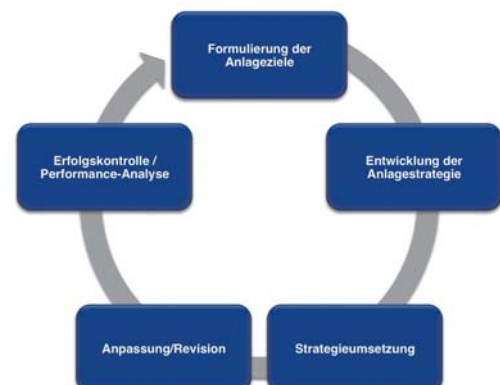 Formulierung der
Anlageziele
Entwicklung der
Anlagestrategie
Strategieumsetzung
Anpassung/Revision
Erfolgskontrolle /
Performance-Analyse